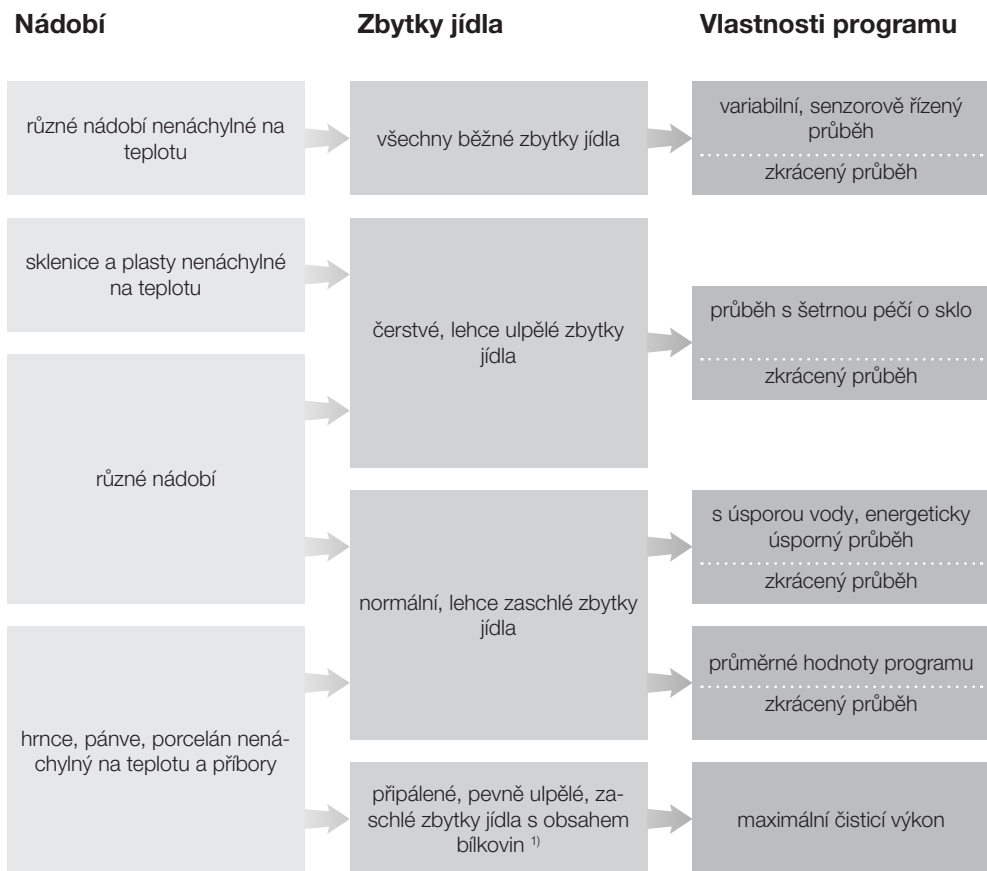 Nádobí
Zbytky jídla
Vlastnosti programu
různé nádobí nenáchylné na
teplotu
všechny běžné zbytky jídla
variabilní, senzorově řízený
průběh
zkrácený průběh
sklenice a plasty nenáchylné
na teplotu
čerstvé, lehce ulpělé zbytky
jídla
průběh s šetrnou péčí o sklo
zkrácený průběh
různé nádobí
normální, lehce zaschlé zbytky
jídla
s úsporou vody, energeticky
úsporný průběh
zkrácený průběh
průměrné hodnoty programu
zkrácený průběh
hrnce, pánve, porcelán nená-
chylný na teplotu a příbory
připálené, pevně ulpělé, za-
schlé zbytky jídla s obsahem
bílkovin 1)
maximální čisticí výkon